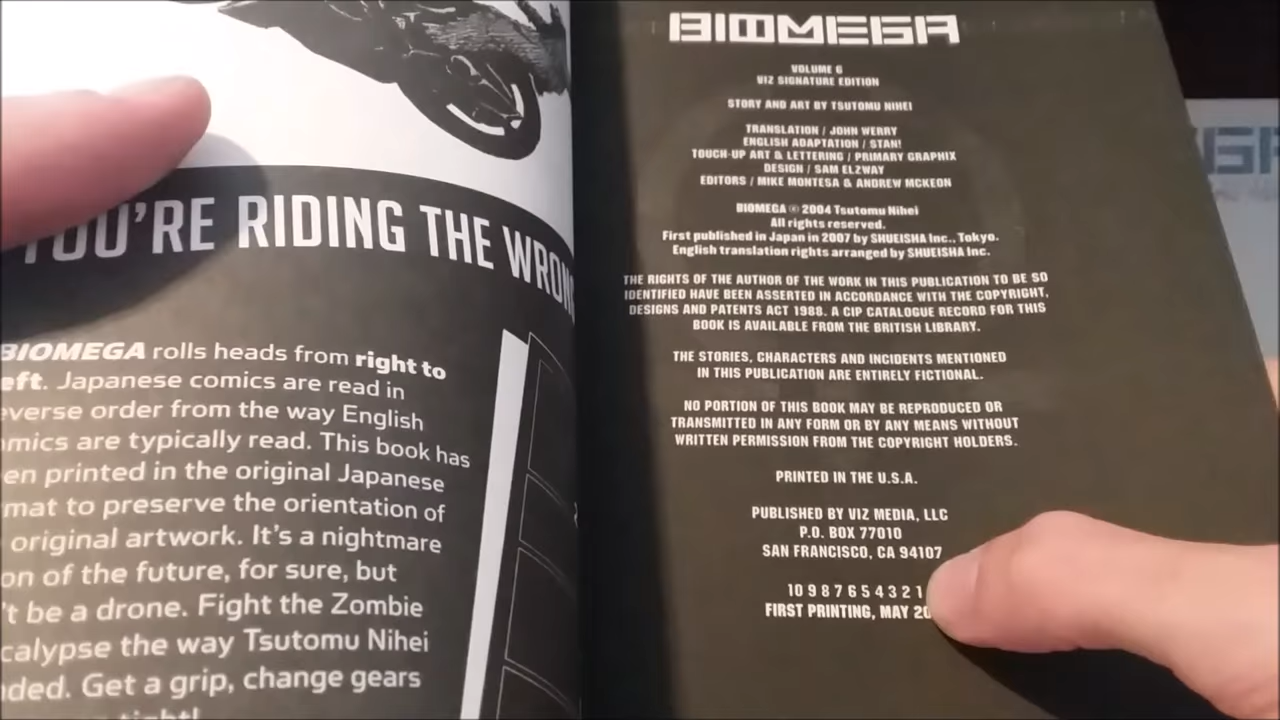 YOU'RE RIDING THE
BIOMEGA rolls heads from right to
Japanese comics are read in
order from the way English
are typically read. This book has
printed in the original Japanese
to preserve the orientation of
original artwork. It's a nightmare
of the future, for sure, but
be a drone. Fight the Zombie
the way Tsutomu Nihei
Get a grip, change gears
BIOMEGA
VOLUME 6
VIZ SIGNATURE EDITION
STORY AND ART BY TSUTOMU NIHEI
TRANSLATION / JOHN WERRY
ENGLISH ADAPTATION / STAN!
TOUCH-UP ART & LETTERING / PRIMARY GRAPHIX
DESIGN / SAM ELZWAY
EDITORS / MIKE MONTESA & ANDREW MCKEON
BIOMEGA © 2004 Tsutomu Nihei
All rights reserved.
First published in Japan in 2007 by SHUEISHA Inc., Tokyo.
English translation rights arranged by SHUEISHA Inc.
THE RIGHTS OF THE AUTHOR OF THE WORK IN THIS PUBLICATION TO BE SO
IDENTIFIED HAVE BEEN ASSERTED IN ACCORDANCE WITH THE COPYRIGHT,
DESIGNS AND PATENTS ACT 1988. A CIP CATALOGUE RECORD FOR THIS
BOOK IS AVAILABLE FROM THE BRITISH LIBRARY.
THE STORIES, CHARACTERS AND INCIDENTS MENTIONED
IN THIS PUBLICATION ARE ENTIRELY FICTIONAL.
NO PORTION OF THIS BOOK MAY BE REPRODUCED OR
TRANSMITTED IN ANY FORM OR BY ANY MEANS WITHOUT
WRITTEN PERMISSION FROM THE COPYRIGHT HOLDERS.
PRINTED IN THE U.S.A.
PUBLISHED BY VIZ MEDIA, LLC
P.O. BOX 77010
SAN FRANCISCO, CA 94107
10 9 8 7 6 5 4 3 2 1
FIRST PRINTING, MAY